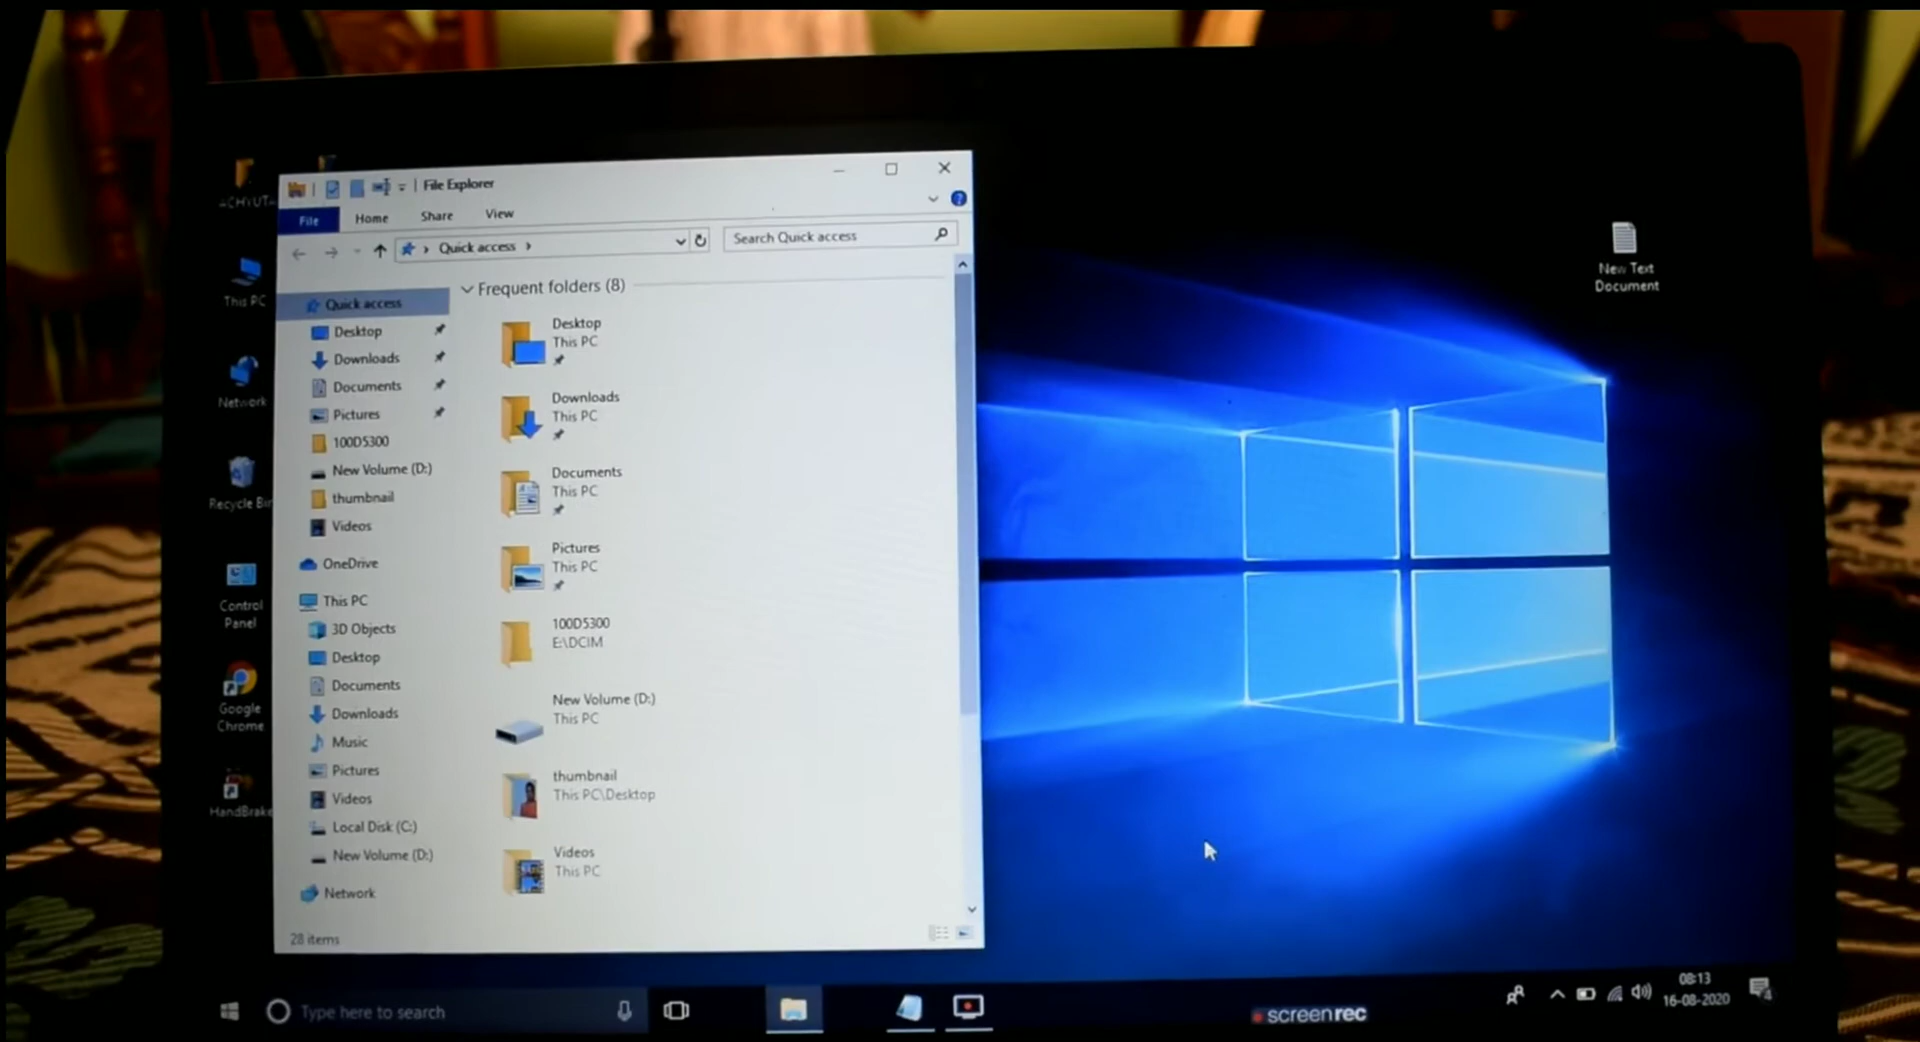 File Explorer
File
Home
Share
View
Quick access
Search Quick access
Quick access
Desktop
Downloads
Documents
Pictures
100D5300
New Volume (D:)
thumbnail
Videos
OneDrive
This PC
3D Objects
Desktop
Documents
Downloads
Music
Pictures
Videos
Local Disk (C:)
New Volume (D:)
Network
Frequent folders (8)
Desktop
This PC
Downloads
This PC
Documents
This PC
Pictures
This PC
100D5300
E:\DCIM
New Volume (D:)
This PC
thumbnail
This PC\Desktop
Videos
This PC
28 items
This PC
Network
Recycle Bin
Control
Panel
Google
Chrome
HandBrake
New Text
Document
Type here to search
screenrec
08:13
16-08-2020